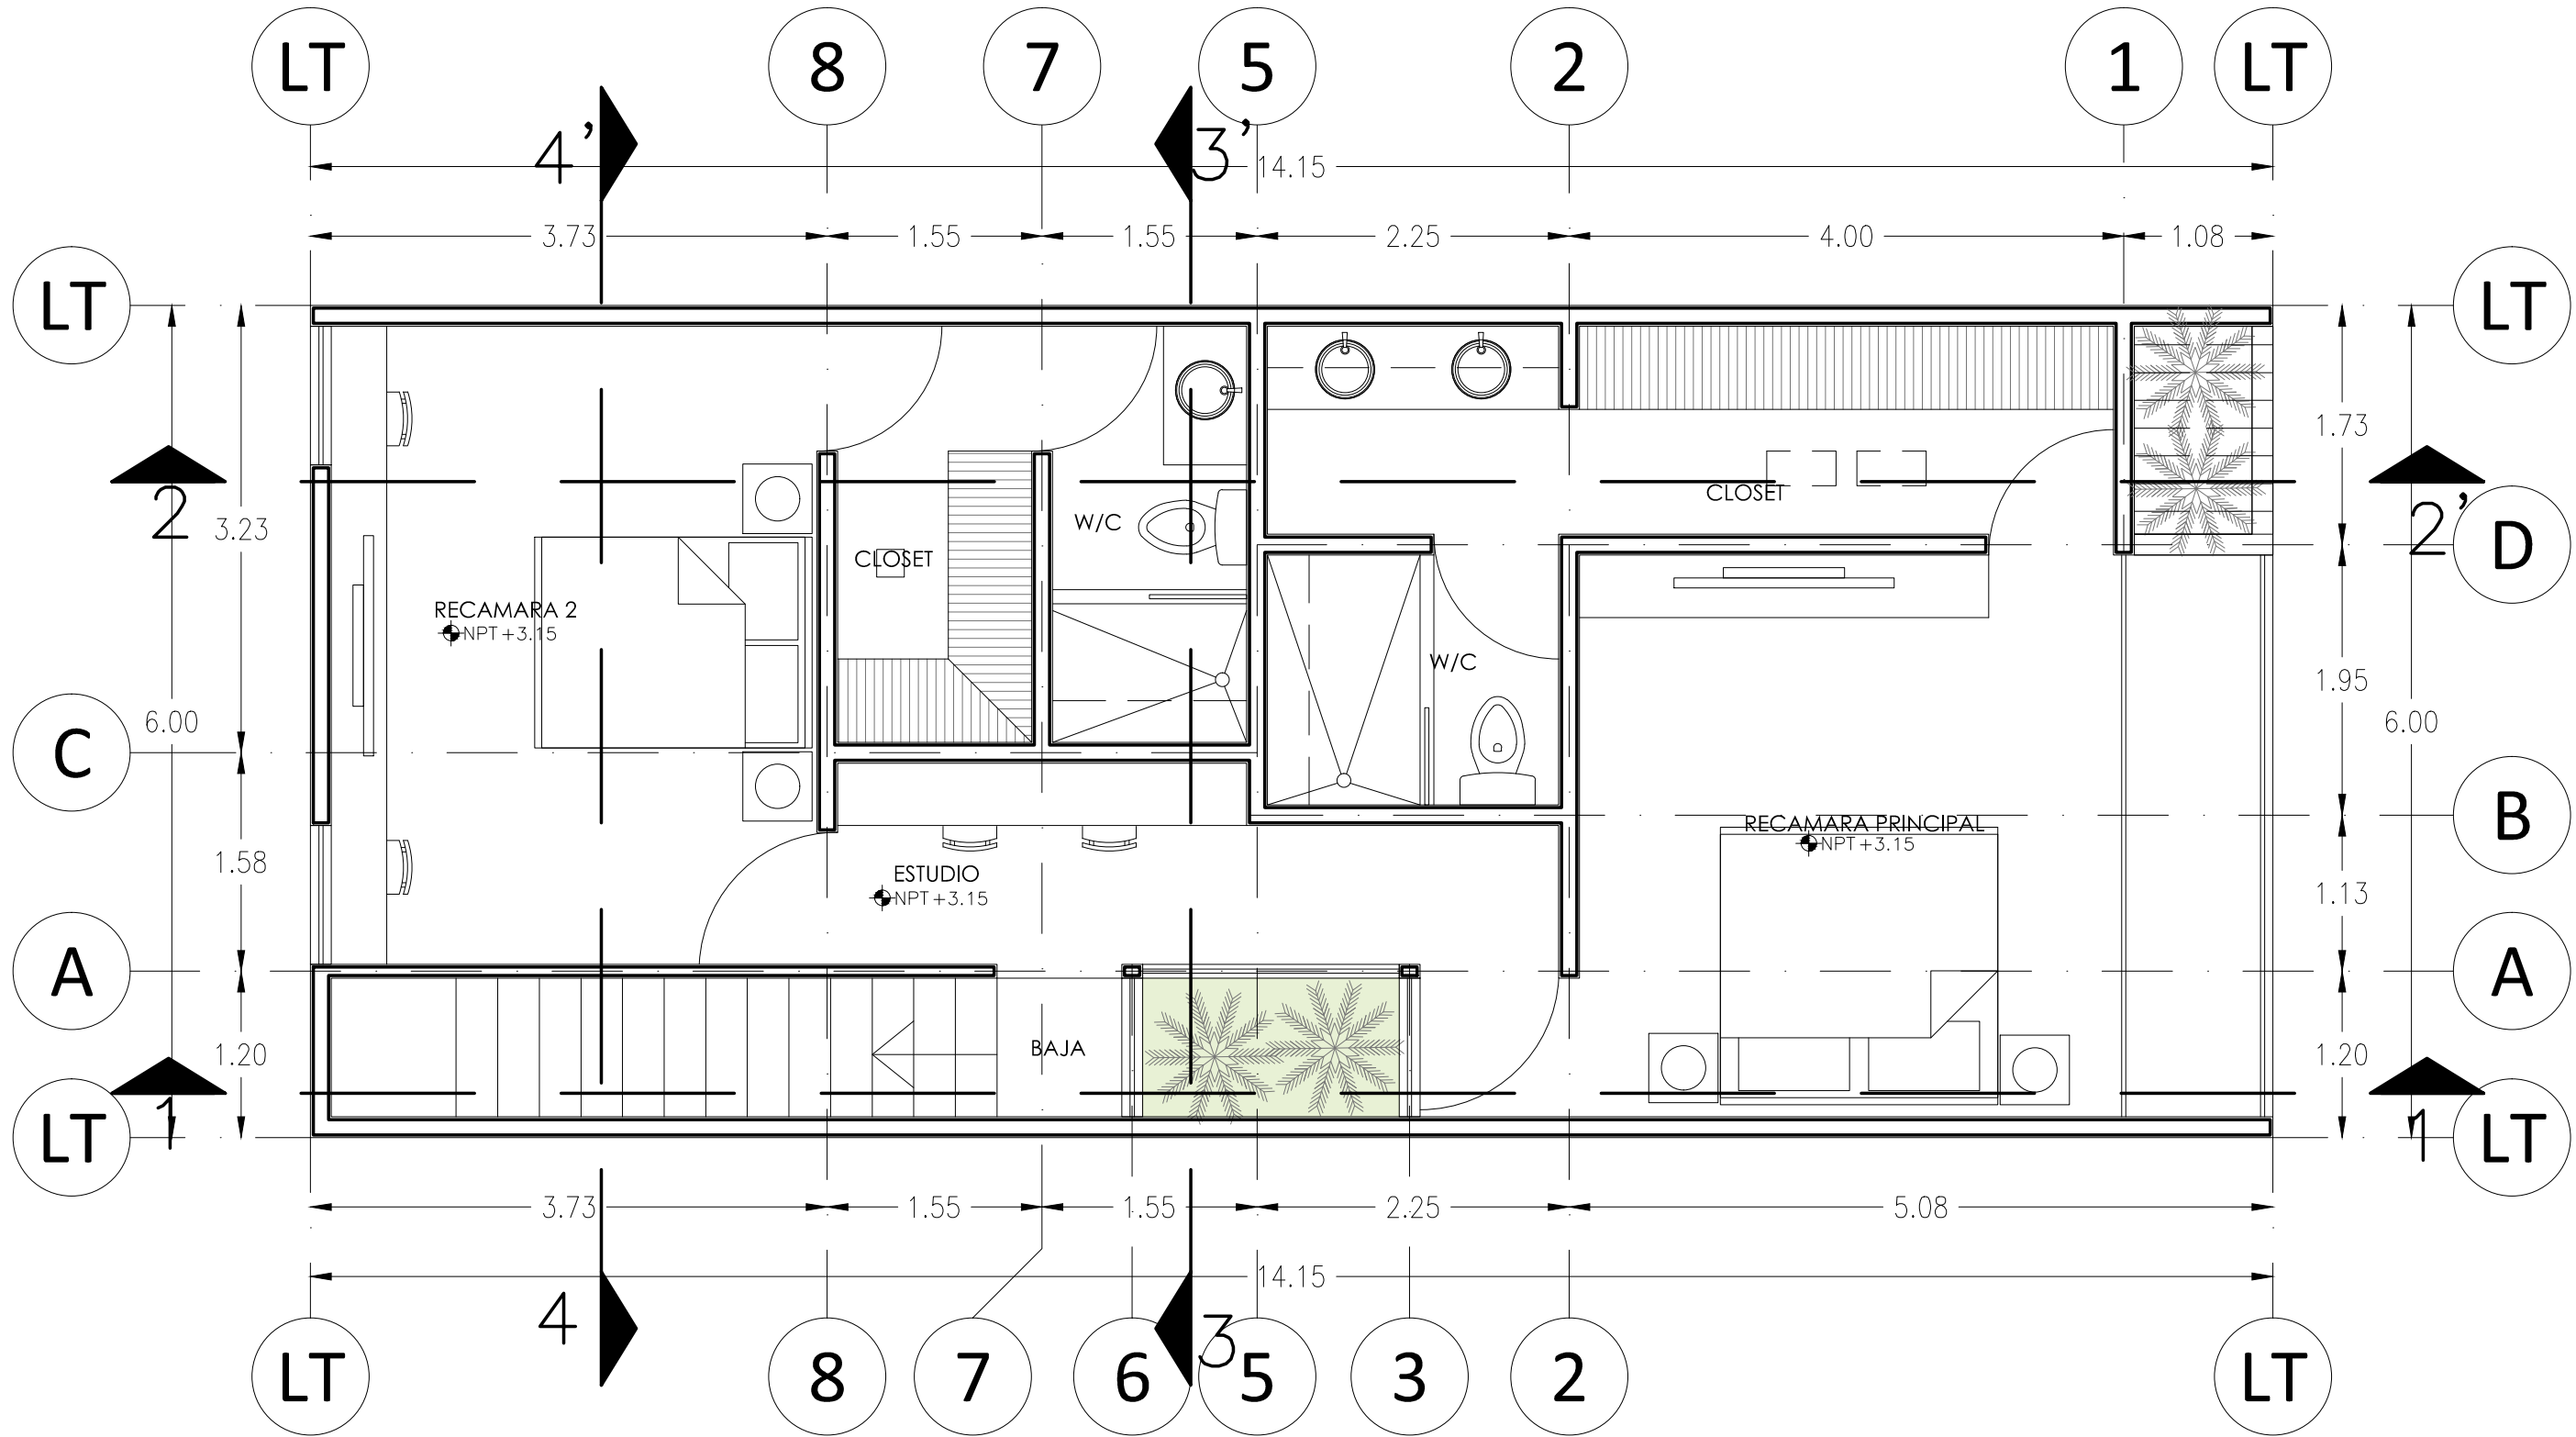 LT 8 7 5 2 1 LT
4' 3'
14.15
3.73 1.55 1.55 2.25 4.00 1.08
LT LT
1.73
2 2'
CLOSET
3.23
W/C
D
CLOSET
RECAMARA 2
NPT+3.15
W/C
1.95
6.00 6.00
C
RECAMARA PRINCIPAL
B
NPT+3.15
1.58
ESTUDIO
NPT+3.15
1.13
A A
BAJA
1.20 1.20
1 1
LT LT
3.73 1.55 1.55 2.25 5.08
14.15
4 3
LT 8 7 6 5 3 2 LT